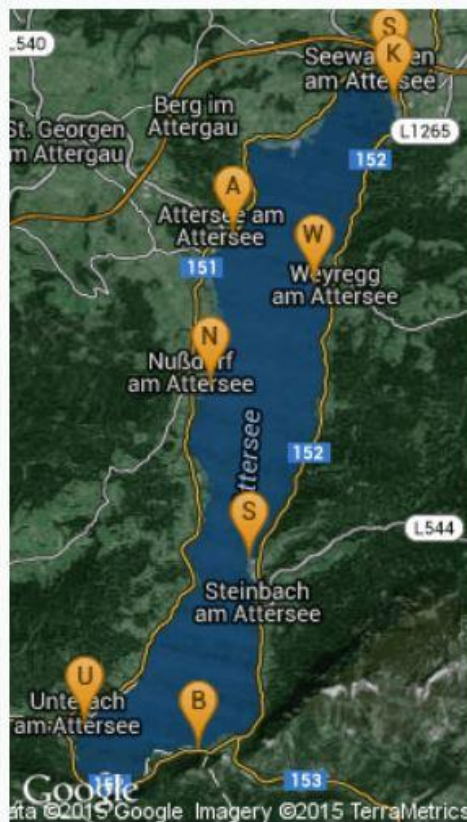 S
L540
K
Seewalchen
am Attersee
Berg im
Attergau
St. Georgen
im Attergau
L1265
152
A
Attersee am
Attersee
W
151
Weyregg
am Attersee
N
Nußdorf
am Attersee
Attersee
152
S
L544
Steinbach
am Attersee
U
B
Unterach
am Attersee
Google
153
ata ©2015 Google Imagery ©2015 TerraMetrics